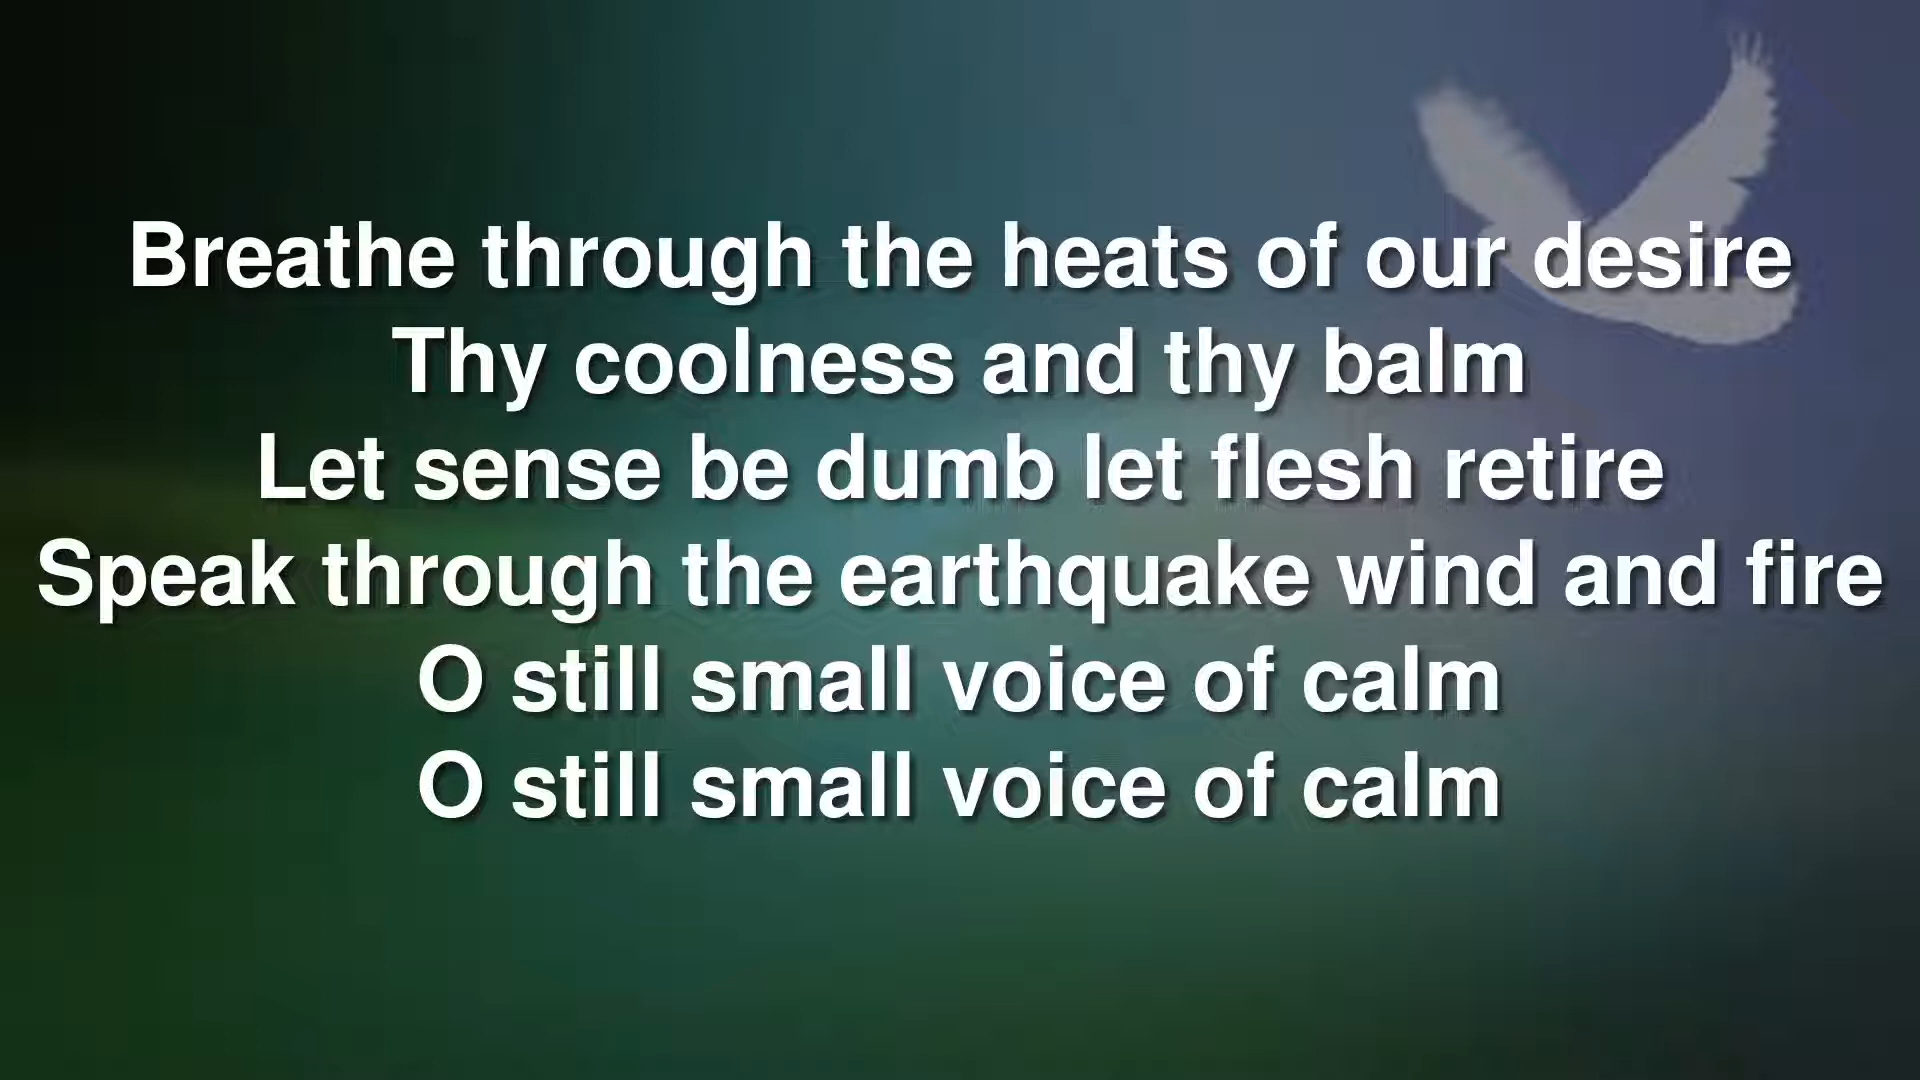 Breathe through the heats of our desire
Thy coolness and thy balm
Let sense be dumb let flesh retire
Speak through the earthquake wind and fire
O still small voice of calm
O still small voice of calm